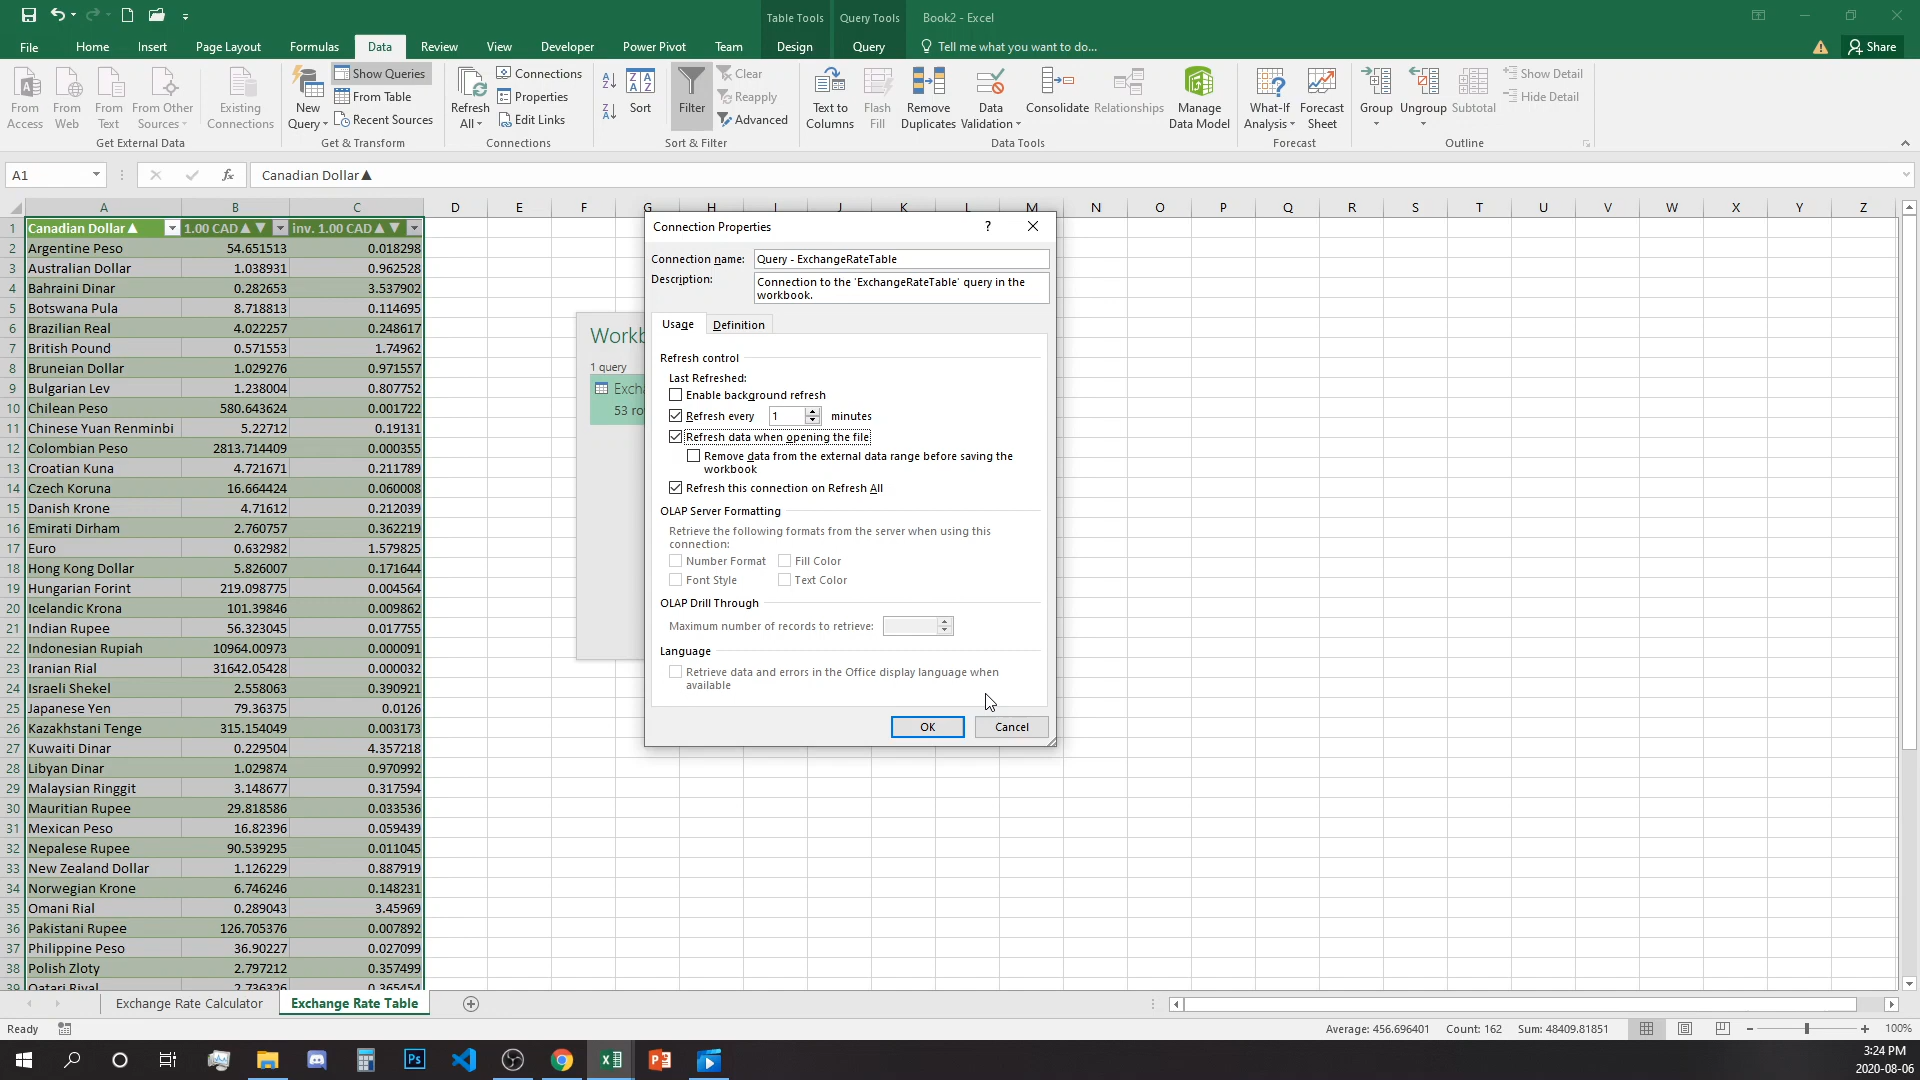 Table Tools
Query Tools
Book2 - Excel
File
Home
Insert
Page Layout
Formulas
Data
Review
View
Developer
Power Pivot
Team
Design
Query
Tell me what you want to do...
Share
From Access
From Web
From Text
From Other Sources
Existing Connections
New Query
Show Queries
From Table
Recent Sources
Refresh All
Connections
Properties
Edit Links
Sort
Filter
Clear
Reapply
Advanced
Text to Columns
Flash Fill
Remove Duplicates
Data Validation
Consolidate
Relationships
Manage Data Model
What-If Analysis
Forecast Sheet
Group
Ungroup
Subtotal
Show Detail
Hide Detail
Get External Data
Get & Transform
Connections
Sort & Filter
Data Tools
Forecast
Outline
A1
fx
Canadian Dollar▲
A B C D E F G H I J K L M N O P Q R S T U V W X Y Z
1 Canadian Dollar▲ 1.00 CAD▲▼ inv. 1.00 CAD▲▼
2 Argentine Peso 54.651513 0.018298
3 Australian Dollar 1.038931 0.962528
4 Bahraini Dinar 0.282653 3.537902
5 Botswana Pula 8.718813 0.114695
6 Brazilian Real 4.022257 0.248617
7 British Pound 0.571553 1.74962
8 Bruneian Dollar 1.029276 0.971557
9 Bulgarian Lev 1.238004 0.807752
10 Chilean Peso 580.643624 0.001722
11 Chinese Yuan Renminbi 5.22712 0.19131
12 Colombian Peso 2813.714409 0.000355
13 Croatian Kuna 4.721671 0.211789
14 Czech Koruna 16.664424 0.060008
15 Danish Krone 4.71612 0.212039
16 Emirati Dirham 2.760757 0.362219
17 Euro 0.632982 1.579825
18 Hong Kong Dollar 5.826007 0.171644
19 Hungarian Forint 219.098775 0.004564
20 Icelandic Krona 101.39846 0.009862
21 Indian Rupee 56.323045 0.017755
22 Indonesian Rupiah 10964.00973 0.000091
23 Iranian Rial 31642.05428 0.000032
24 Israeli Shekel 2.558063 0.390921
25 Japanese Yen 79.36375 0.0126
26 Kazakhstani Tenge 315.154049 0.003173
27 Kuwaiti Dinar 0.229504 4.357218
28 Libyan Dinar 1.029874 0.970992
29 Malaysian Ringgit 3.148677 0.317594
30 Mauritian Rupee 29.818586 0.033536
31 Mexican Peso 16.82396 0.059439
32 Nepalese Rupee 90.539295 0.011045
33 New Zealand Dollar 1.126229 0.887919
34 Norwegian Krone 6.746246 0.148231
35 Omani Rial 0.289043 3.45969
36 Pakistani Rupee 126.705376 0.007892
37 Philippine Peso 36.90227 0.027099
38 Polish Zloty 2.797212 0.357499
39 Qatari Riyal 2.736326 0.365454
1 query
53 ro
Connection Properties
Connection name: Query - ExchangeRateTable
Description: Connection to the 'ExchangeRateTable' query in the
workbook.
Usage
Definition
Refresh control
Last Refreshed:
Enable background refresh
Refresh every 1 minutes
Refresh data when opening the file
Remove data from the external data range before saving the
workbook
Refresh this connection on Refresh All
OLAP Server Formatting
Retrieve the following formats from the server when using this
connection:
Number Format Fill Color
Font Style Text Color
OLAP Drill Through
Maximum number of records to retrieve:
Language
Retrieve data and errors in the Office display language when
available
OK
Cancel
Exchange Rate Calculator
Exchange Rate Table
Ready
Average: 456.696401 Count: 162 Sum: 48409.81851
100%
Ps
3:24 PM
2020-08-06